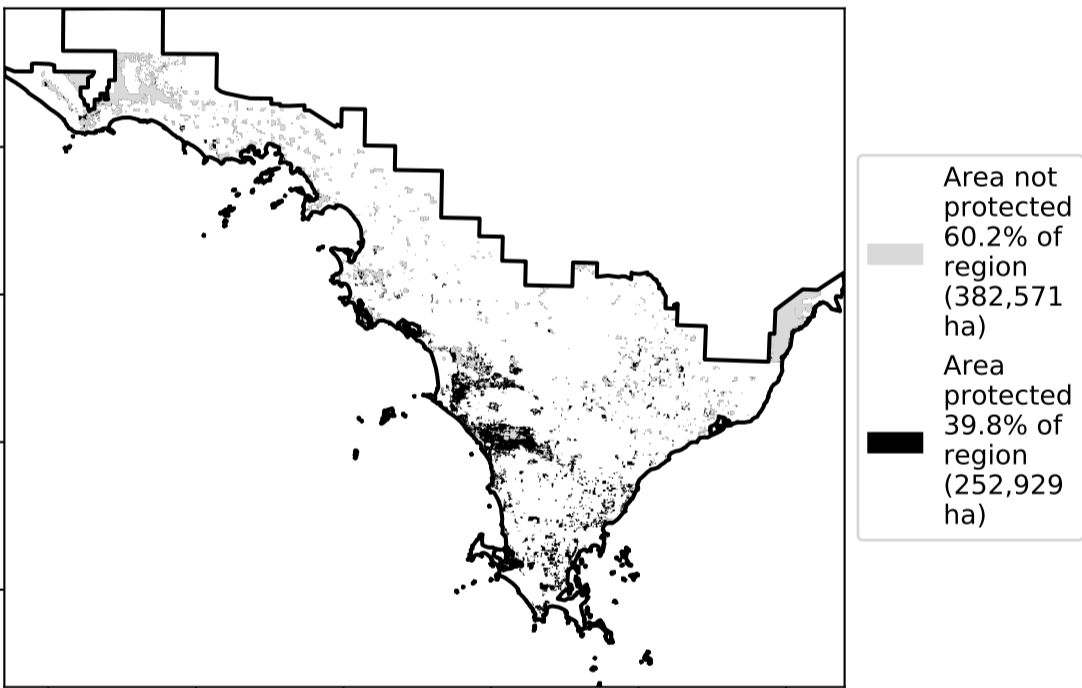 Area not
protected
60.2% of
region
(382,571
ha)
Area
protected
39.8% of
region
(252,929
ha)